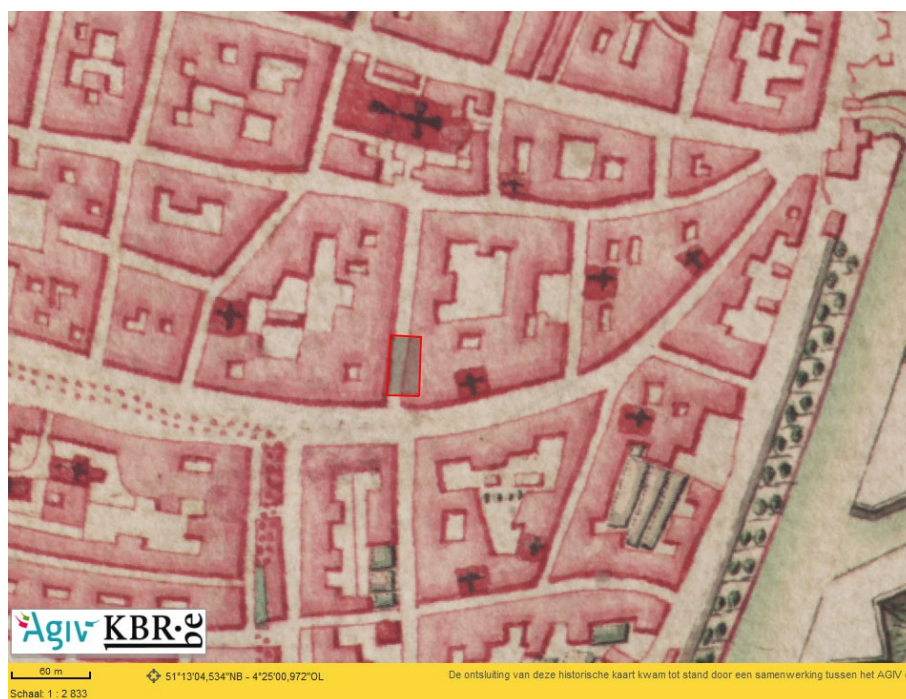 Agiv KBR.be
60 m
51°13'04,534"NB - 4°25'00,972"OL
De ontsluiting van deze historische kaart kwam tot stand door een samenwerking tussen het AGIV
Schaal: 1 : 2 833